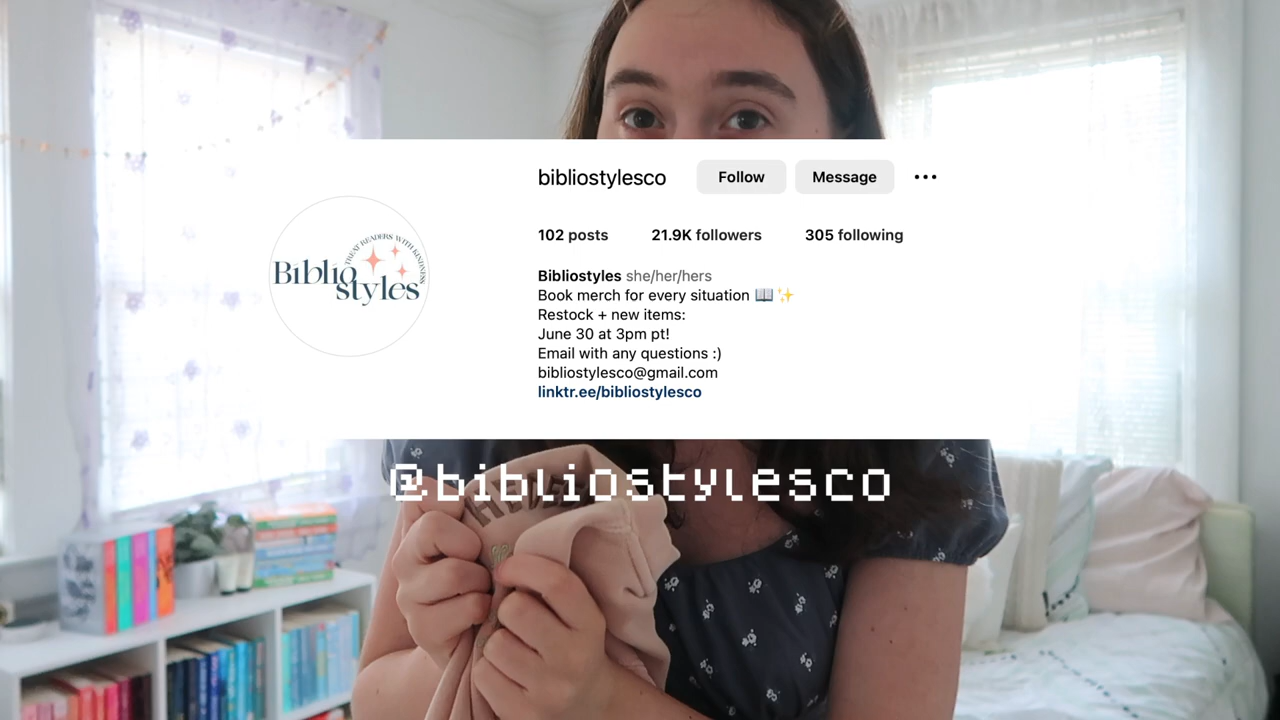 bibliostylesco Follow Message
102 posts 21.9K followers 305 following
TREAT READERS WITH KINDNESS
Biblio
styles
Bibliostyles she/her/hers
Book merch for every situation 📖✨
Restock + new items:
June 30 at 3pm pt!
Email with any questions :)
bibliostylesco@gmail.com
linktr.ee/bibliostylesco
@bibliostylesco